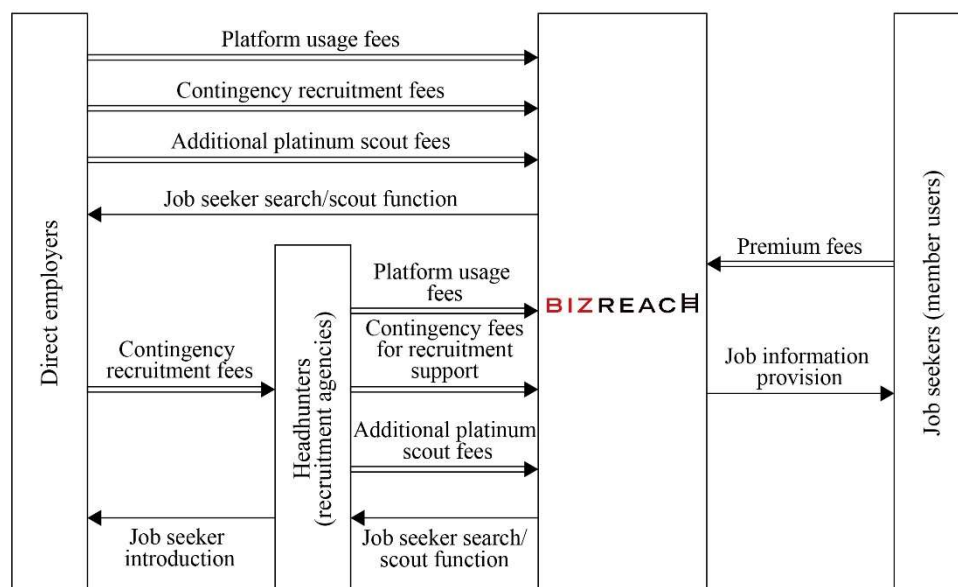 Platform usage fees
Contingency recruitment fees
Additional platinum scout fees
Job seeker search/scout function
Direct employers
Contingency
recruitment fees
Job seeker
introduction
Headhunters
(recruitment agencies)
Platform usage
fees
Contingency fees
for recruitment
support
Additional platinum
scout fees
Job seeker search/
scout function
BIZREACH
Premium fees
Job information
provision
Job seekers (member users)